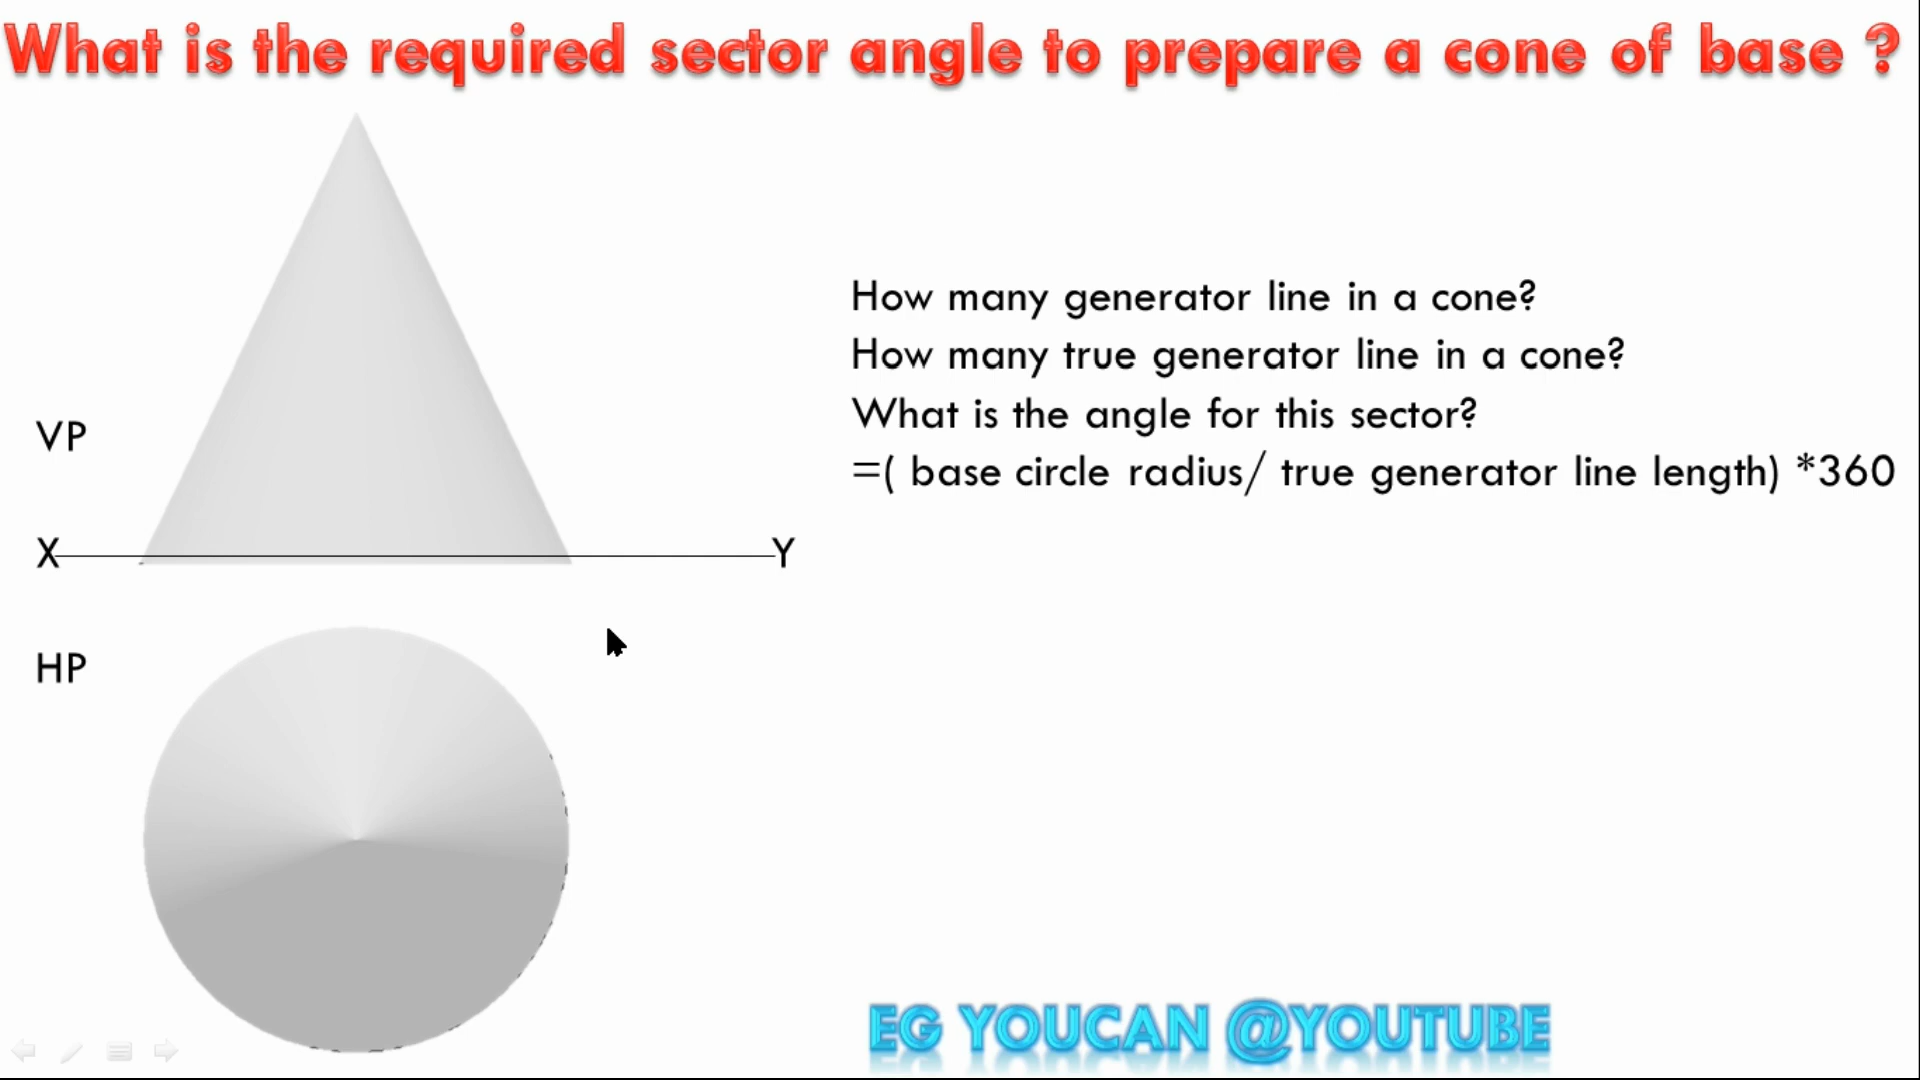 What is the required sector angle to prepare a cone of base ?
How many generator line in a cone?
How many true generator line in a cone?
What is the angle for this sector?
=( base circle radius/ true generator line length) *360
VP
X
Y
HP
EG YOUCAN @YOUTUBE